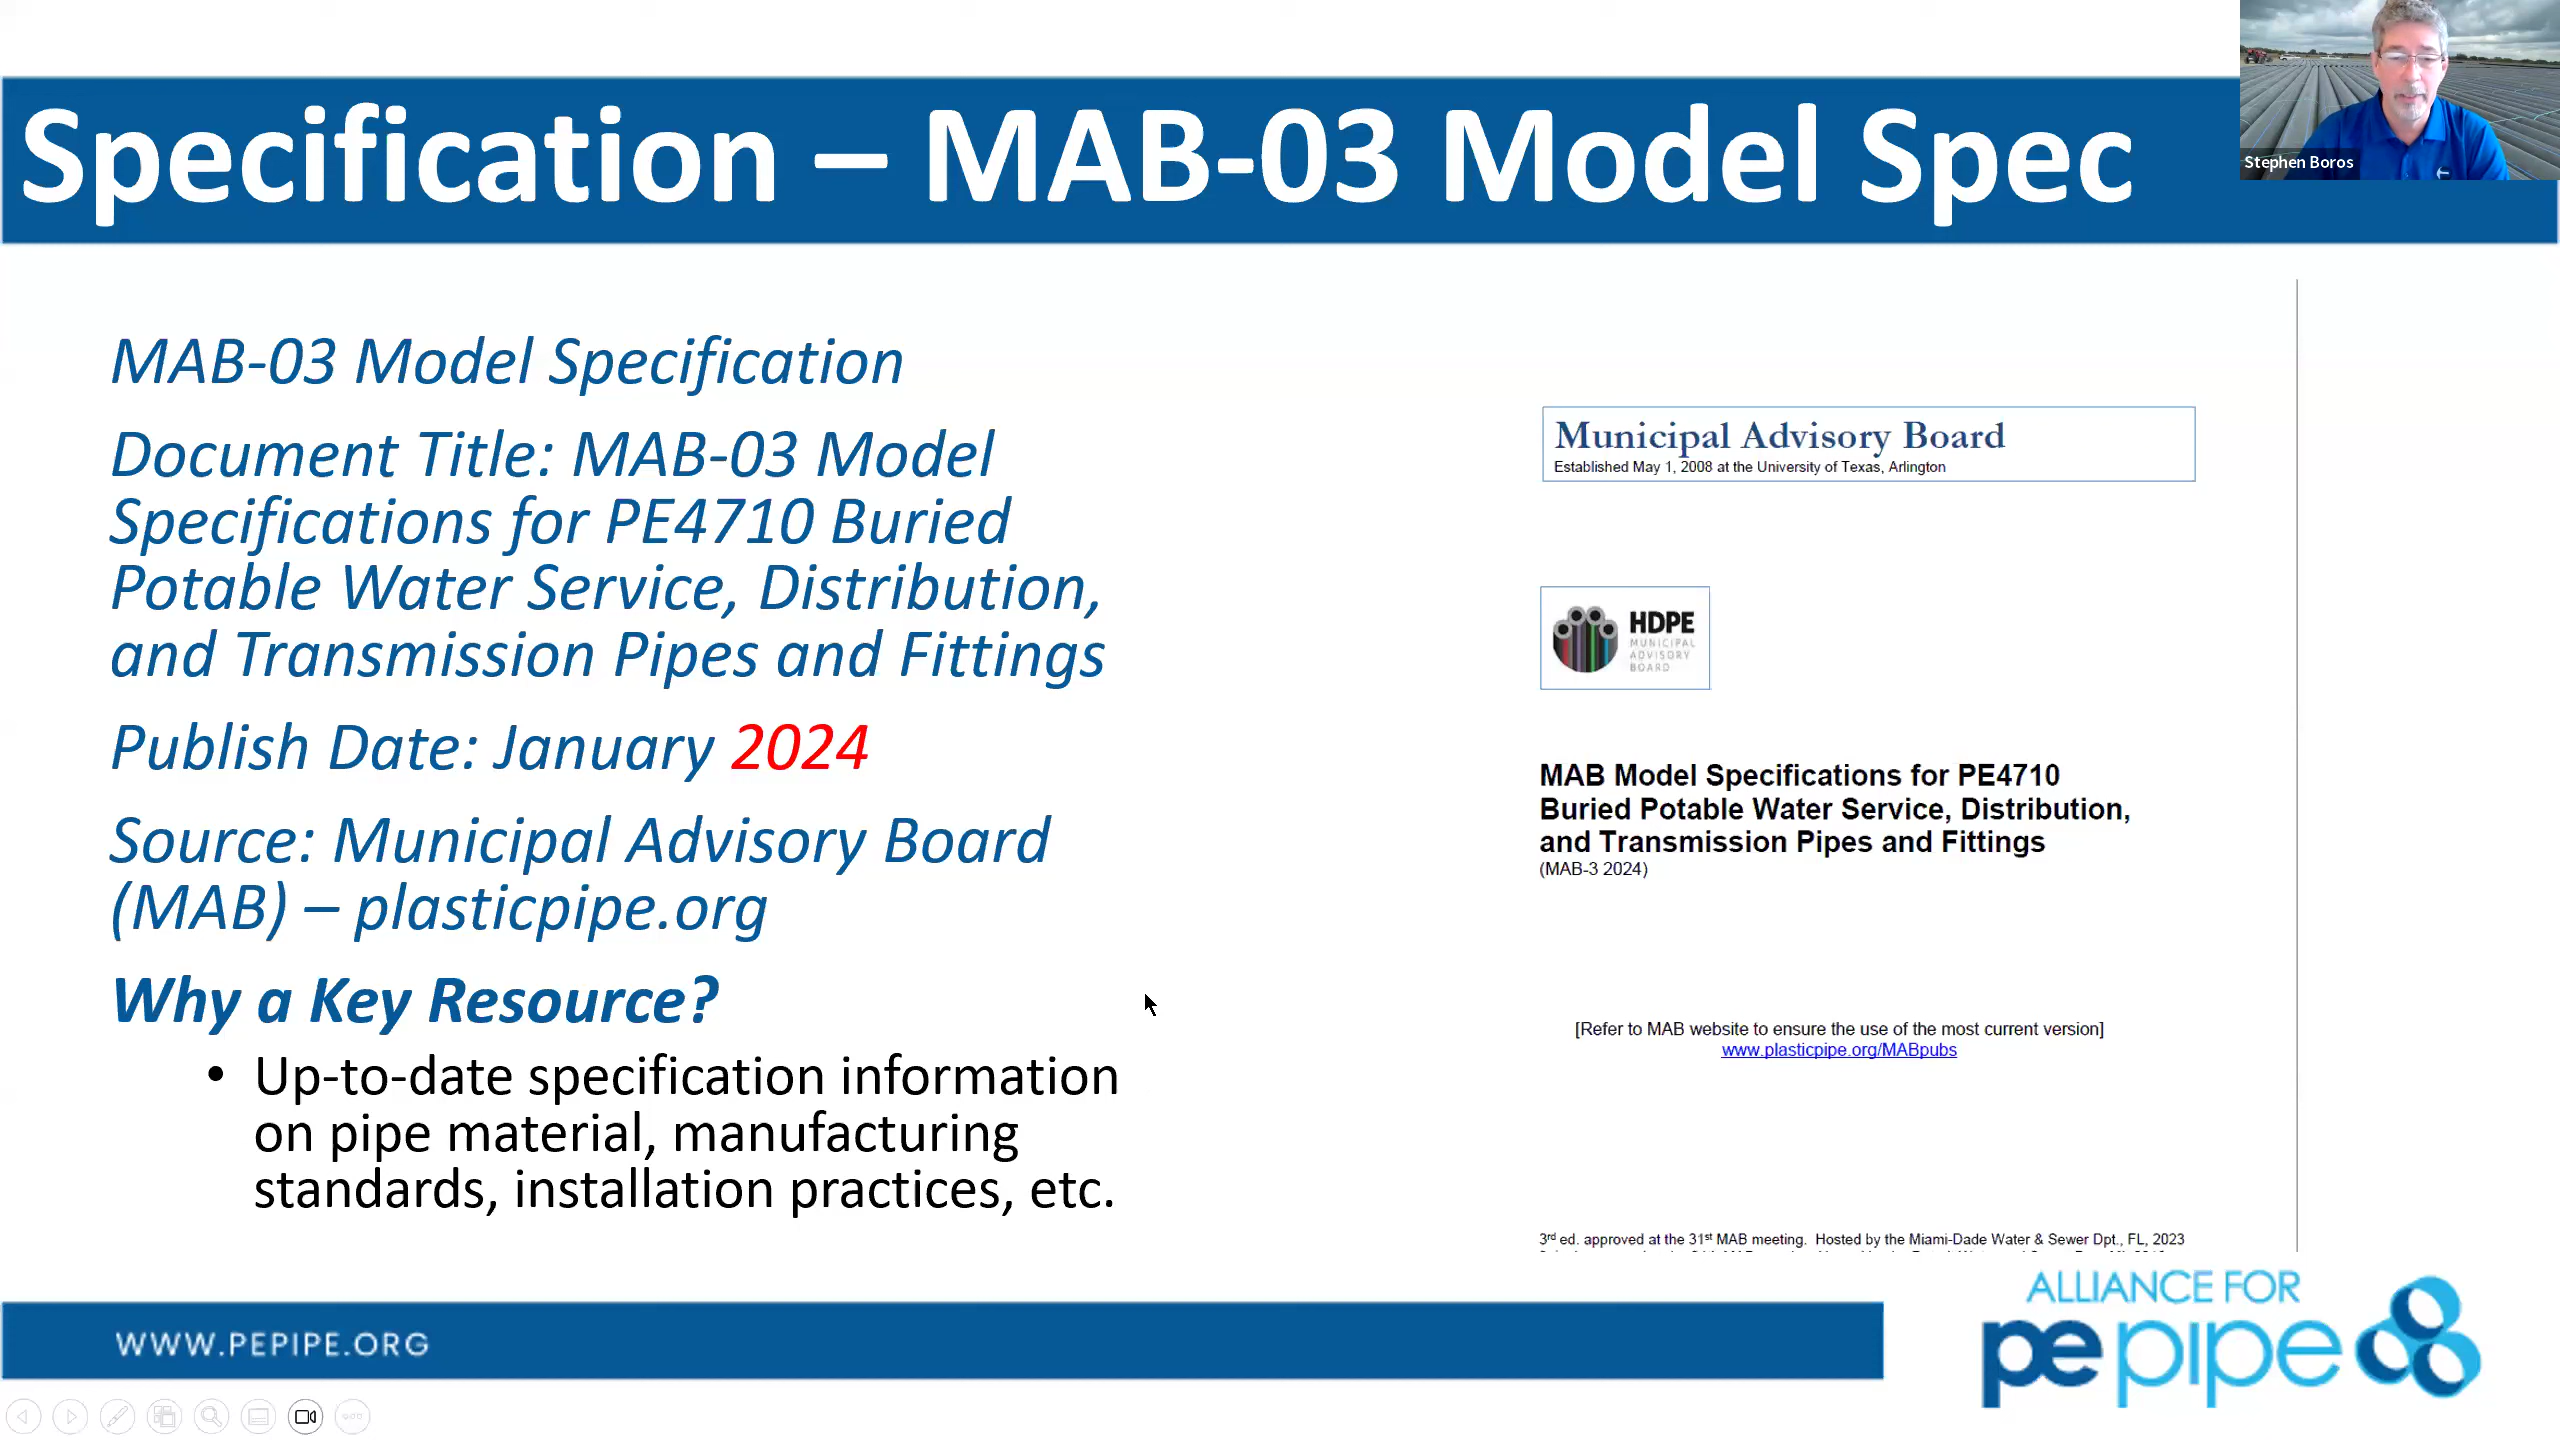 Specification – MAB-03 Model Spec
Stephen Boros
MAB-03 Model Specification
Document Title: MAB-03 Model
Specifications for PE4710 Buried
Potable Water Service, Distribution,
and Transmission Pipes and Fittings
Publish Date: January 2024
Source: Municipal Advisory Board
(MAB) – plasticpipe.org
Why a Key Resource?
• Up-to-date specification information
on pipe material, manufacturing
standards, installation practices, etc.
Municipal Advisory Board
Established May 1, 2008 at the University of Texas, Arlington
HDPE
MUNICIPAL
ADVISORY
BOARD
MAB Model Specifications for PE4710
Buried Potable Water Service, Distribution,
and Transmission Pipes and Fittings
(MAB-3 2024)
[Refer to MAB website to ensure the use of the most current version]
www.plasticpipe.org/MABpubs
3rd ed. approved at the 31st MAB meeting. Hosted by the Miami-Dade Water & Sewer Dpt., FL, 2023
WWW.PEPIPE.ORG
ALLIANCE FOR
pe pipe